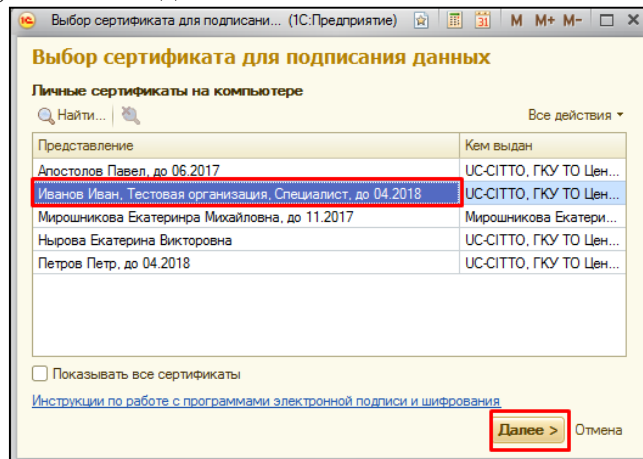 Выбор сертификата для подписани... (1С:Предприятие) 31 M M+ M-
Выбор сертификата для подписания данных
Личные сертификаты на компьютере
Найти... Все действия
Представление Кем выдан
Апостолов Павел, до 06.2017 UC-CITTO, ГКУ ТО Цен...
Иванов Иван, Тестовая организация, Специалист, до 04.2018 UC-CITTO, ГКУ ТО Цен...
Мирошникова Екатеринра Михайловна, до 11.2017 Мирошникова Екатери...
Нырова Екатерина Викторовна UC-CITTO, ГКУ ТО Цен...
Петров Петр, до 04.2018 UC-CITTO, ГКУ ТО Цен...
Показывать все сертификаты
Инструкции по работе с программами электронной подписи и шифрования
Далее > Отмена